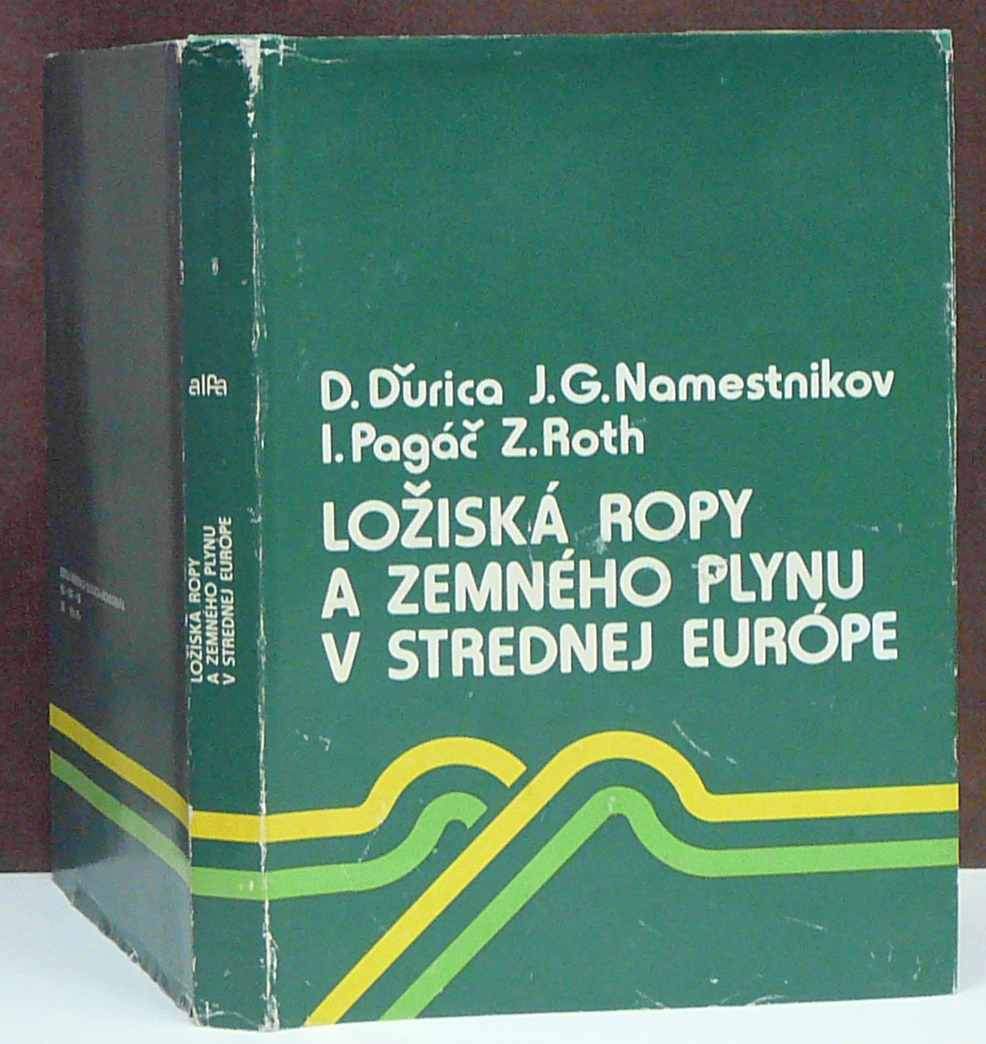 D. Ďurica J.G. Namestnikov
I. Pagáč Z. Roth
LOŽISKÁ ROPY
A ZEMNÉHO PLYNU
V STREDNEJ EURÓPE
alfa
LOŽISKÁ ROPY
A ZEMNÉHO PLYNU
V STREDNEJ EURÓPE